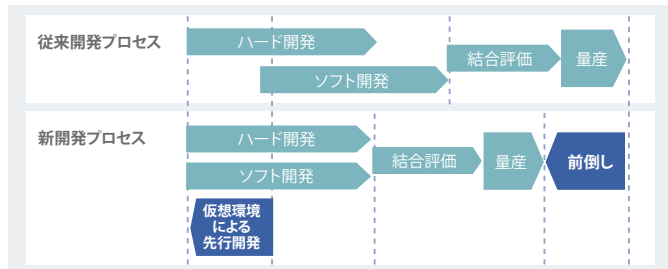 従来開発プロセス
ハード開発
ソフト開発
結合評価
量産
新開発プロセス
ハード開発
ソフト開発
結合評価
量産
前倒し
仮想環境
による
先行開発